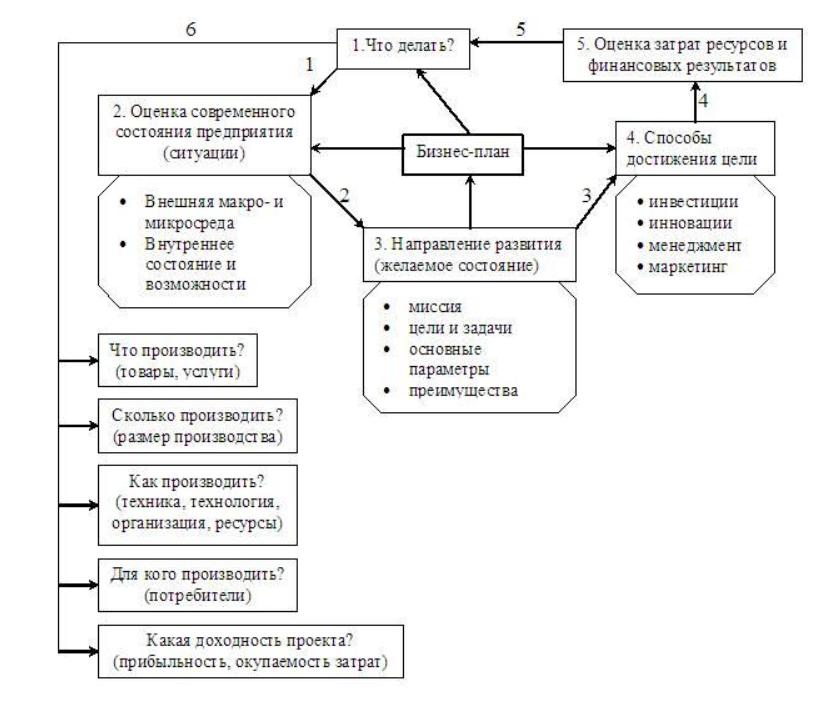 6
1.Что делать?
5
5. Оценка затрат ресурсов и
финансовых результатов
1
2. Оценка современного
состояния предприятия
(ситуации)
Бизнес-план
4
4. Способы
достижения цели
• Внешняя макро- и
микросреда
• Внутреннее
состояние и
возможности
2
3
3. Направление развития
(желаемое состояние)
• инвестиции
• инновации
• менеджмент
• маркетинг
• миссия
• цели и задачи
• основные
параметры
• преимущества
Что производить?
(товары, услуги)
Сколько производить?
(размер производства)
Как производить?
(техника, технология,
организация, ресурсы)
Для кого производить?
(потребители)
Какая доходность проекта?
(прибыльность, окупаемость затрат)